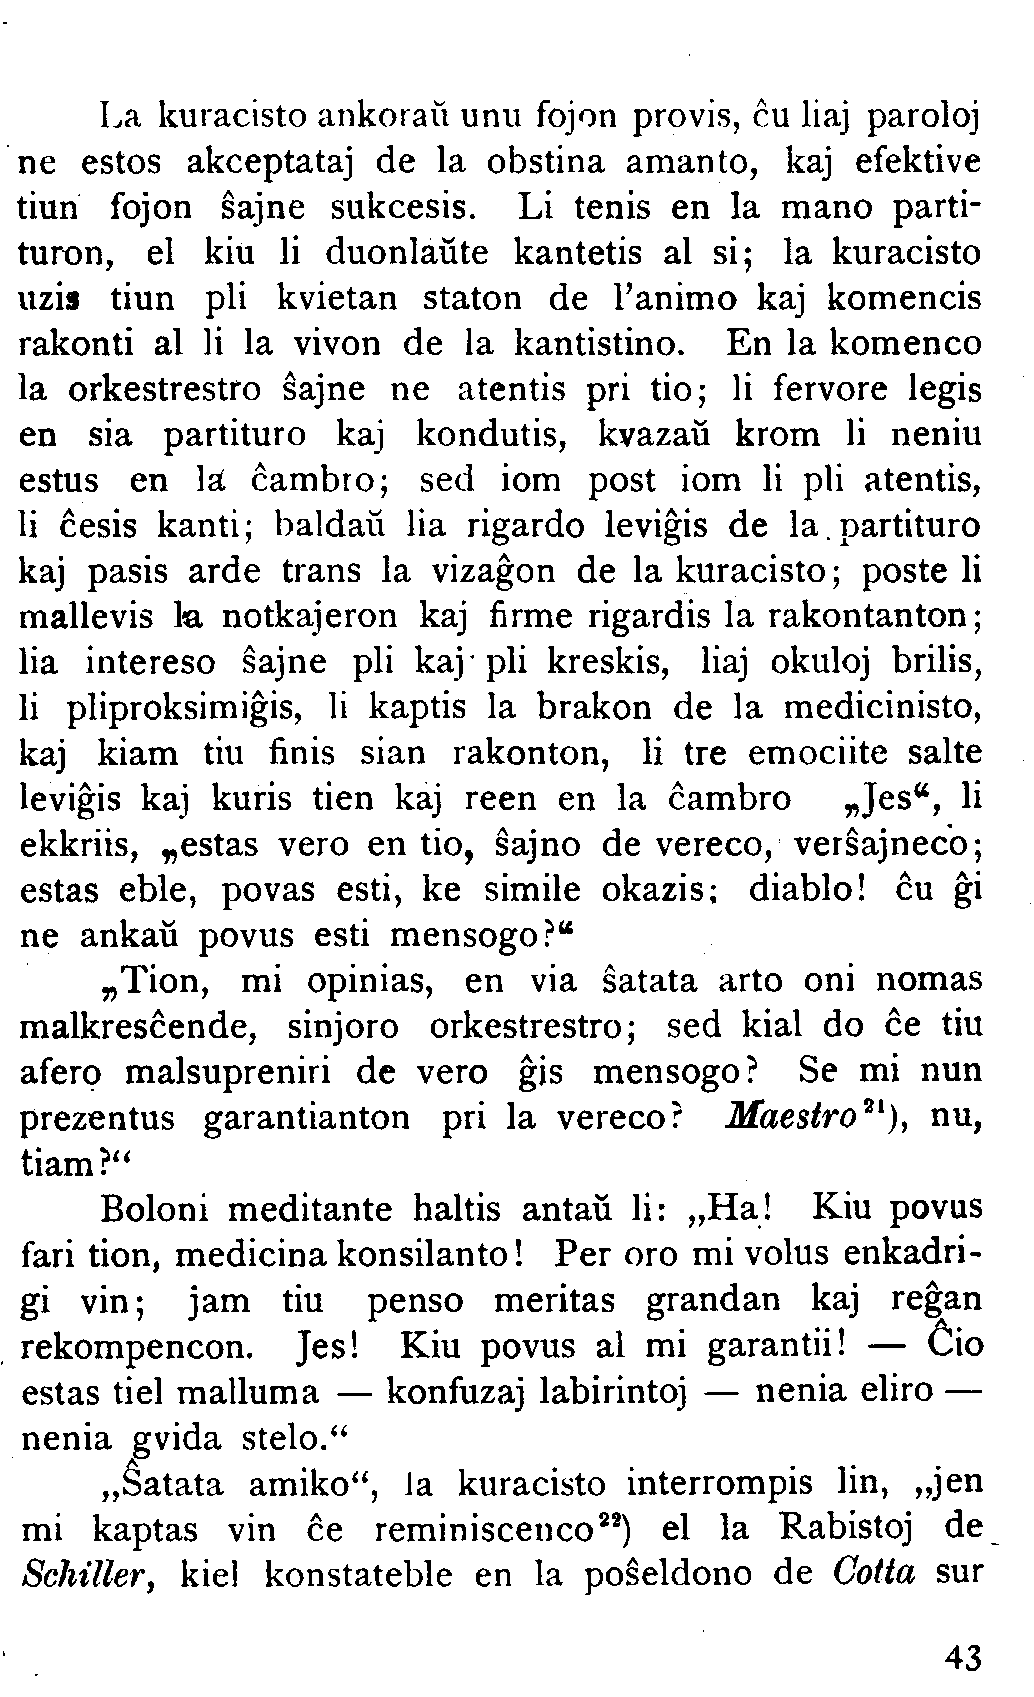 La kuracisto ankoraŭ unu fojon provis, ĉu liaj paroloj
ne estos akceptataj de la obstina amanto, kaj efektive
tiun fojon ŝajne sukcesis. Li tenis en la mano parti-
turon, el kiu li duonlaŭte kantetis al si; la kuracisto
uzis tiun pli kvietan staton de l'animo kaj komencis
rakonti al li la vivon de la kantistino. En la komenco
la orkestrestro ŝajne ne atentis pri tio; li fervore legis
en sia partituro kaj kondutis, kvazaŭ krom li neniu
estus en la ĉambro; sed iom post iom li pli atentis,
li ĉesis kanti; baldaŭ lia rigardo leviĝis de la partituro
kaj pasis arde trans la vizaĝon de la kuracisto; poste li
mallevis la notkajeron kaj firme rigardis la rakontanton;
lia intereso ŝajne pli kaj pli kreskis, liaj okuloj brilis,
li pliproksimiĝis, li kaptis la brakon de la medicinisto,
kaj kiam tiu finis sian rakonton, li tre emociite salte
leviĝis kaj kuris tien kaj reen en la ĉambro „Jes“, li
ekkriis, „estas vero en tio, ŝajno de vereco, verŝajneco;
estas eble, povas esti, ke simile okazis; diablo! ĉu ĝi
ne ankaŭ povus esti mensogo?“
„Tion, mi opinias, en via ŝatata arto oni nomas
malkresĉende, sinjoro orkestrestro; sed kial do ĉe tiu
afero malsupreniri de vero ĝis mensogo? Se mi nun
prezentus garantianton pri la vereco? Maestro²¹), nu,
tiam?“
Boloni meditante haltis antaŭ li: „Ha! Kiu povus
fari tion, medicina konsilanto! Per oro mi volus enkadri-
gi vin; jam tiu penso meritas grandan kaj reĝan
rekompencon. Jes! Kiu povus al mi garantii! — Ĉio
estas tiel malluma — konfuzaj labirintoj — nenia eliro —
nenia gvida stelo.“
„Ŝatata amiko“, la kuracisto interrompis lin, „jen
mi kaptas vin ĉe reminiscenco²²) el la Rabistoj de
Schiller, kiel konstateble en la poŝeldono de Cotta sur
43